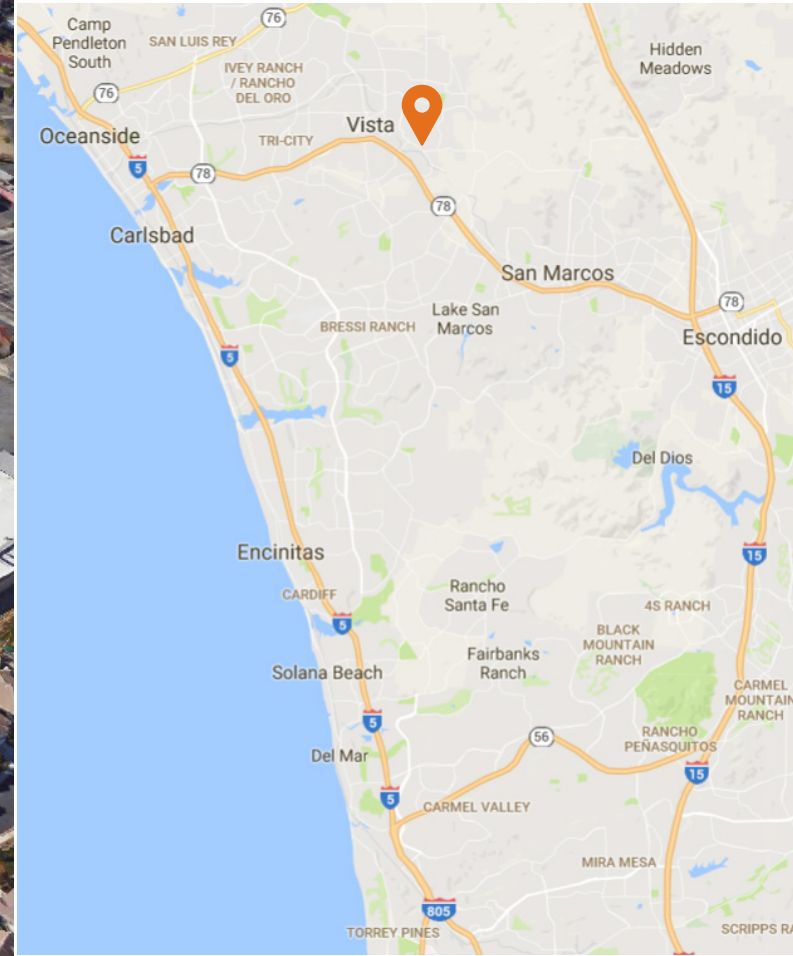 Camp
Pendleton
South
76
SAN LUIS REY
Hidden
Meadows
IVEY RANCH
/ RANCHO
DEL ORO
76
Oceanside
Vista
TRI-CITY
5
78
78
Carlsbad
San Marcos
Lake San
Marcos
78
BRESSI RANCH
Escondido
5
15
Del Dios
Encinitas
15
CARDIFF
Rancho
Santa Fe
4S RANCH
5
BLACK
MOUNTAIN
RANCH
Fairbanks
Ranch
Solana Beach
CARMEL
MOUNTAIN
RANCH
5
56
RANCHO
PEÑASQUITOS
Del Mar
15
5
CARMEL VALLEY
MIRA MESA
805
TORREY PINES
SCRIPPS RA